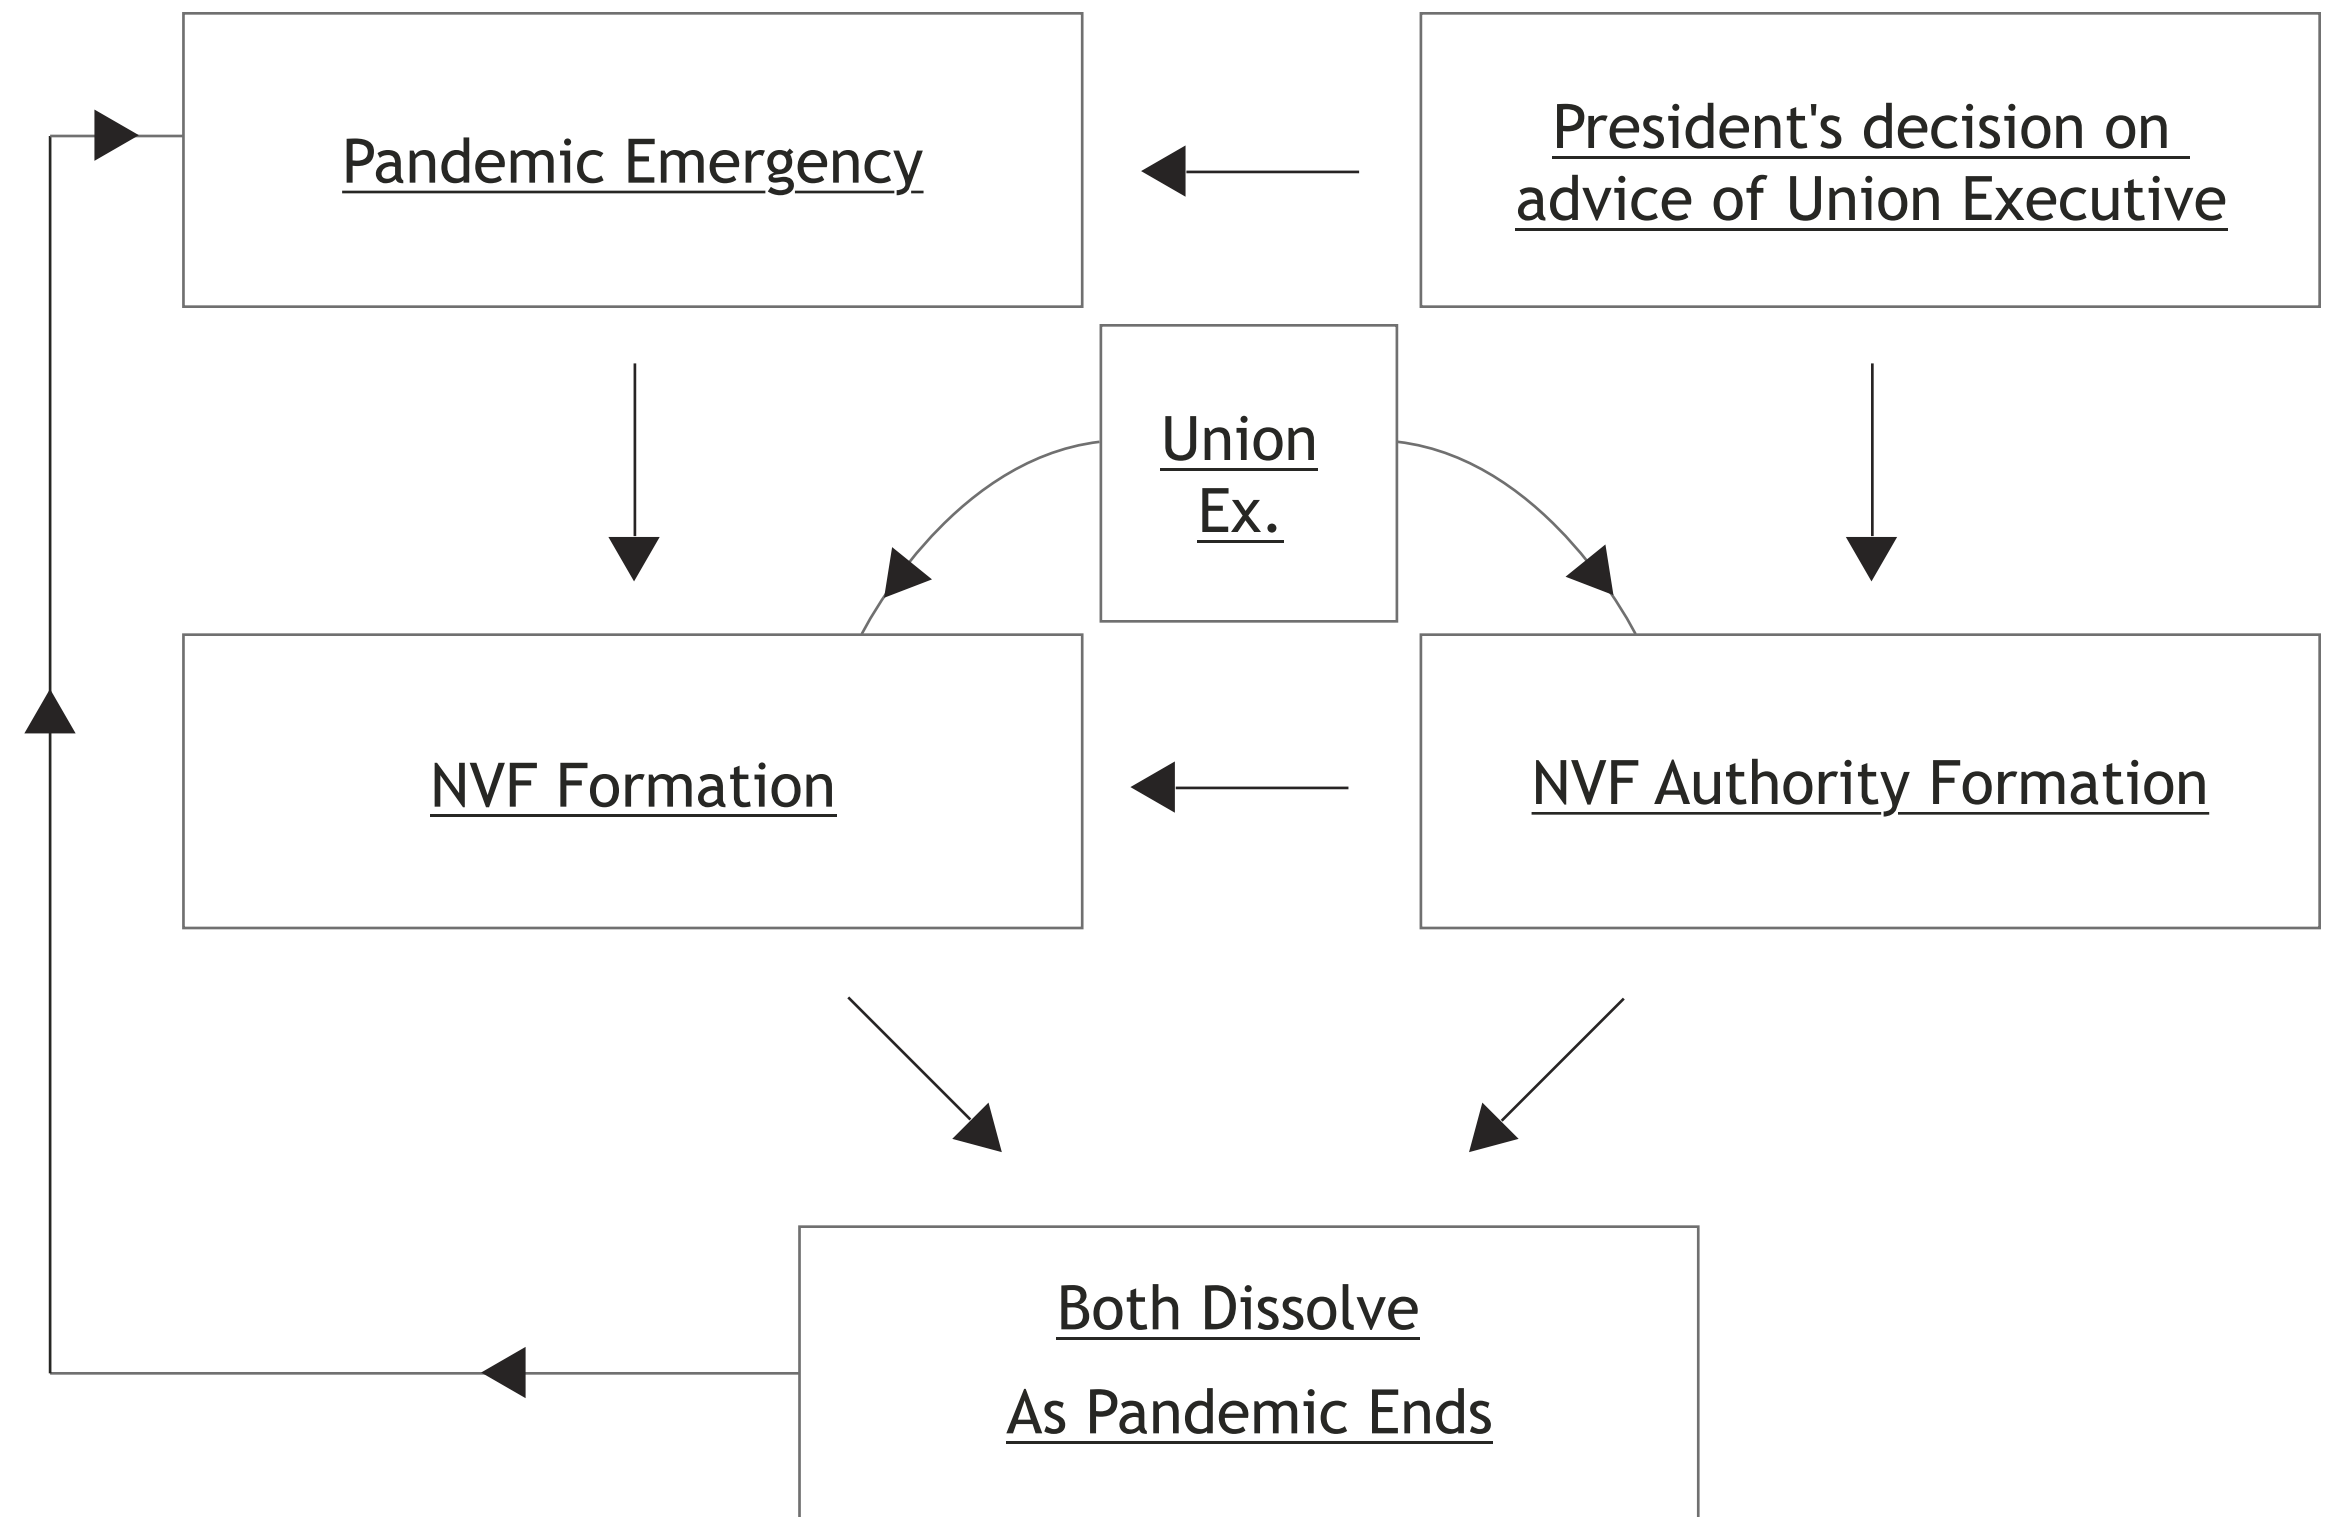 Pandemic Emergency
President's decision on
advice of Union Executive
Union
Ex.
NVF Formation
NVF Authority Formation
Both Dissolve
As Pandemic Ends